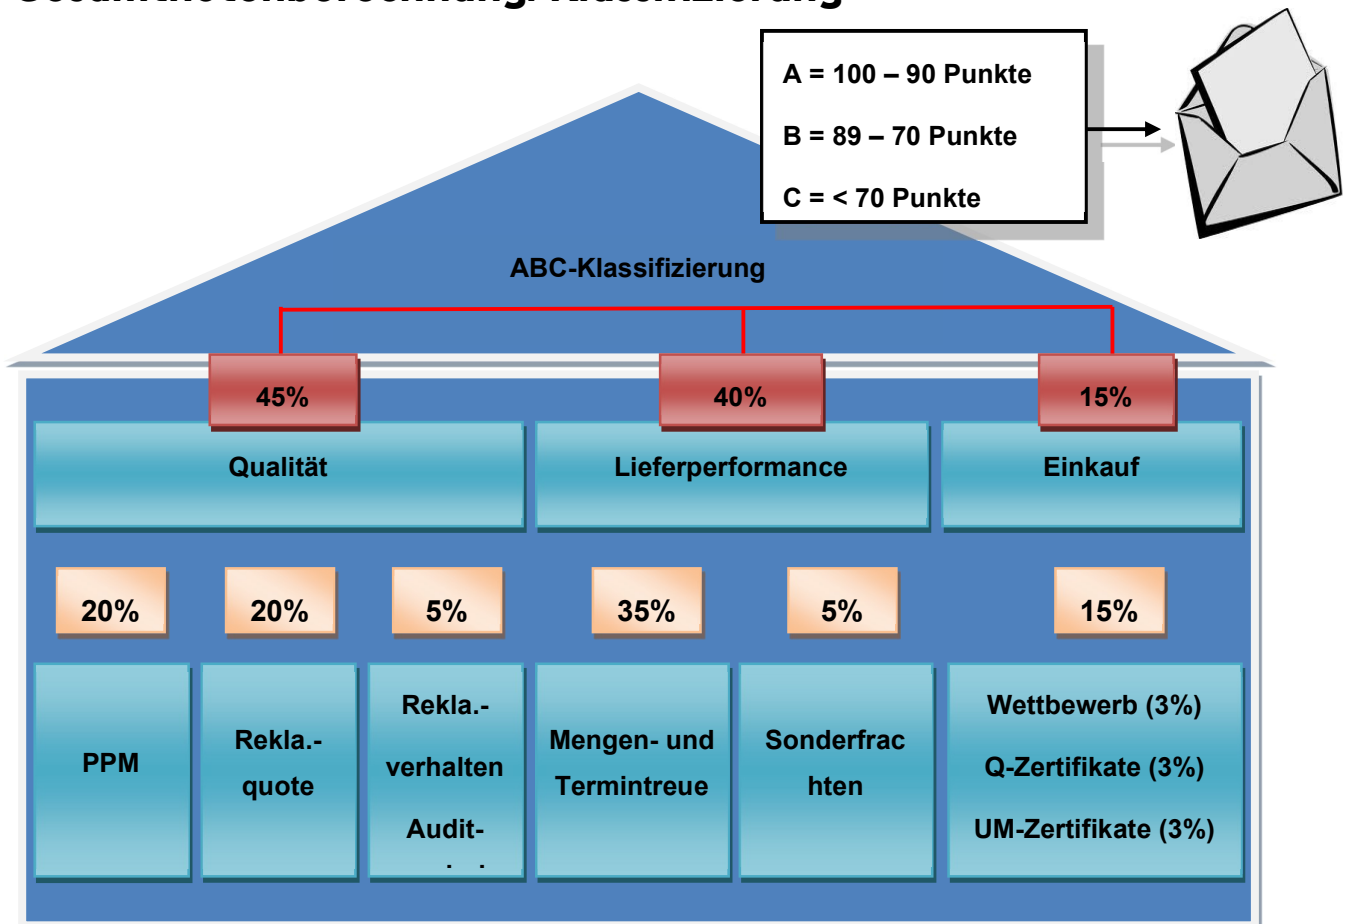 A = 100 – 90 Punkte
B = 89 – 70 Punkte
C = < 70 Punkte
ABC-Klassifizierung
45%
40%
15%
Qualität
Lieferperformance
Einkauf
20%
20%
5%
35%
5%
15%
PPM
Rekla.-
quote
Rekla.-
verhalten
Audit-
Mengen- und
Termintreue
Sonderfrac
hten
Wettbewerb (3%)
Q-Zertifikate (3%)
UM-Zertifikate (3%)